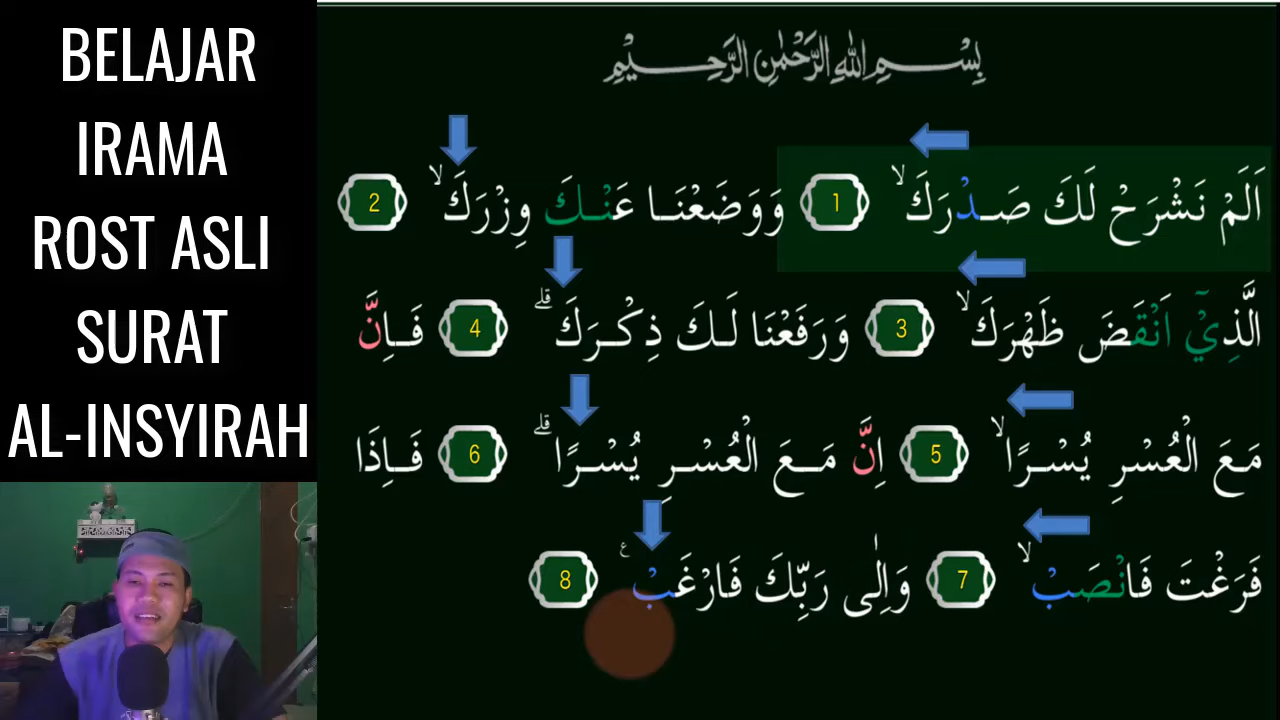 BELAJAR
IRAMA
ROST ASLI
SURAT
AL-INSYIRAH
بِسْمِ اللهِ الرَّحْمٰنِ الرَّحِيْمِ
اَلَمْ نَشْرَحْ لَكَ صَدْرَكَۙ 1 وَوَضَعْنَا عَنْكَ وِزْرَكَۙ 2
الَّذِيْٓ اَنْقَضَ ظَهْرَكَۙ 3 وَرَفَعْنَا لَكَ ذِكْرَكَۗ 4 فَاِنَّ
مَعَ الْعُسْرِ يُسْرًاۙ 5 اِنَّ مَعَ الْعُسْرِ يُسْرًاۗ 6 فَاِذَا
فَرَغْتَ فَانْصَبْۙ 7 وَاِلٰى رَبِّكَ فَارْغَبْ ع 8